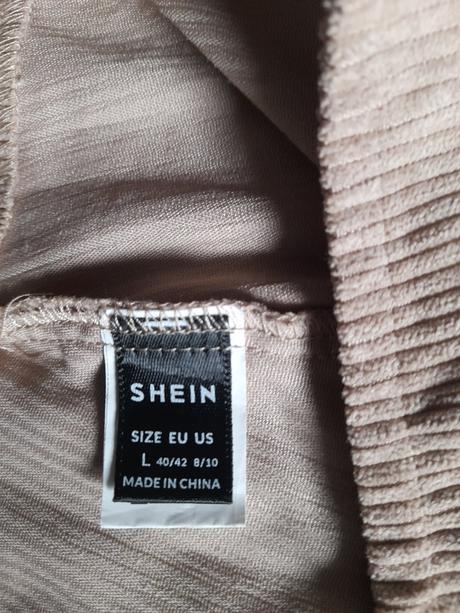 SHEIN
SIZE EU US
L 40/42 8/10
MADE IN CHINA